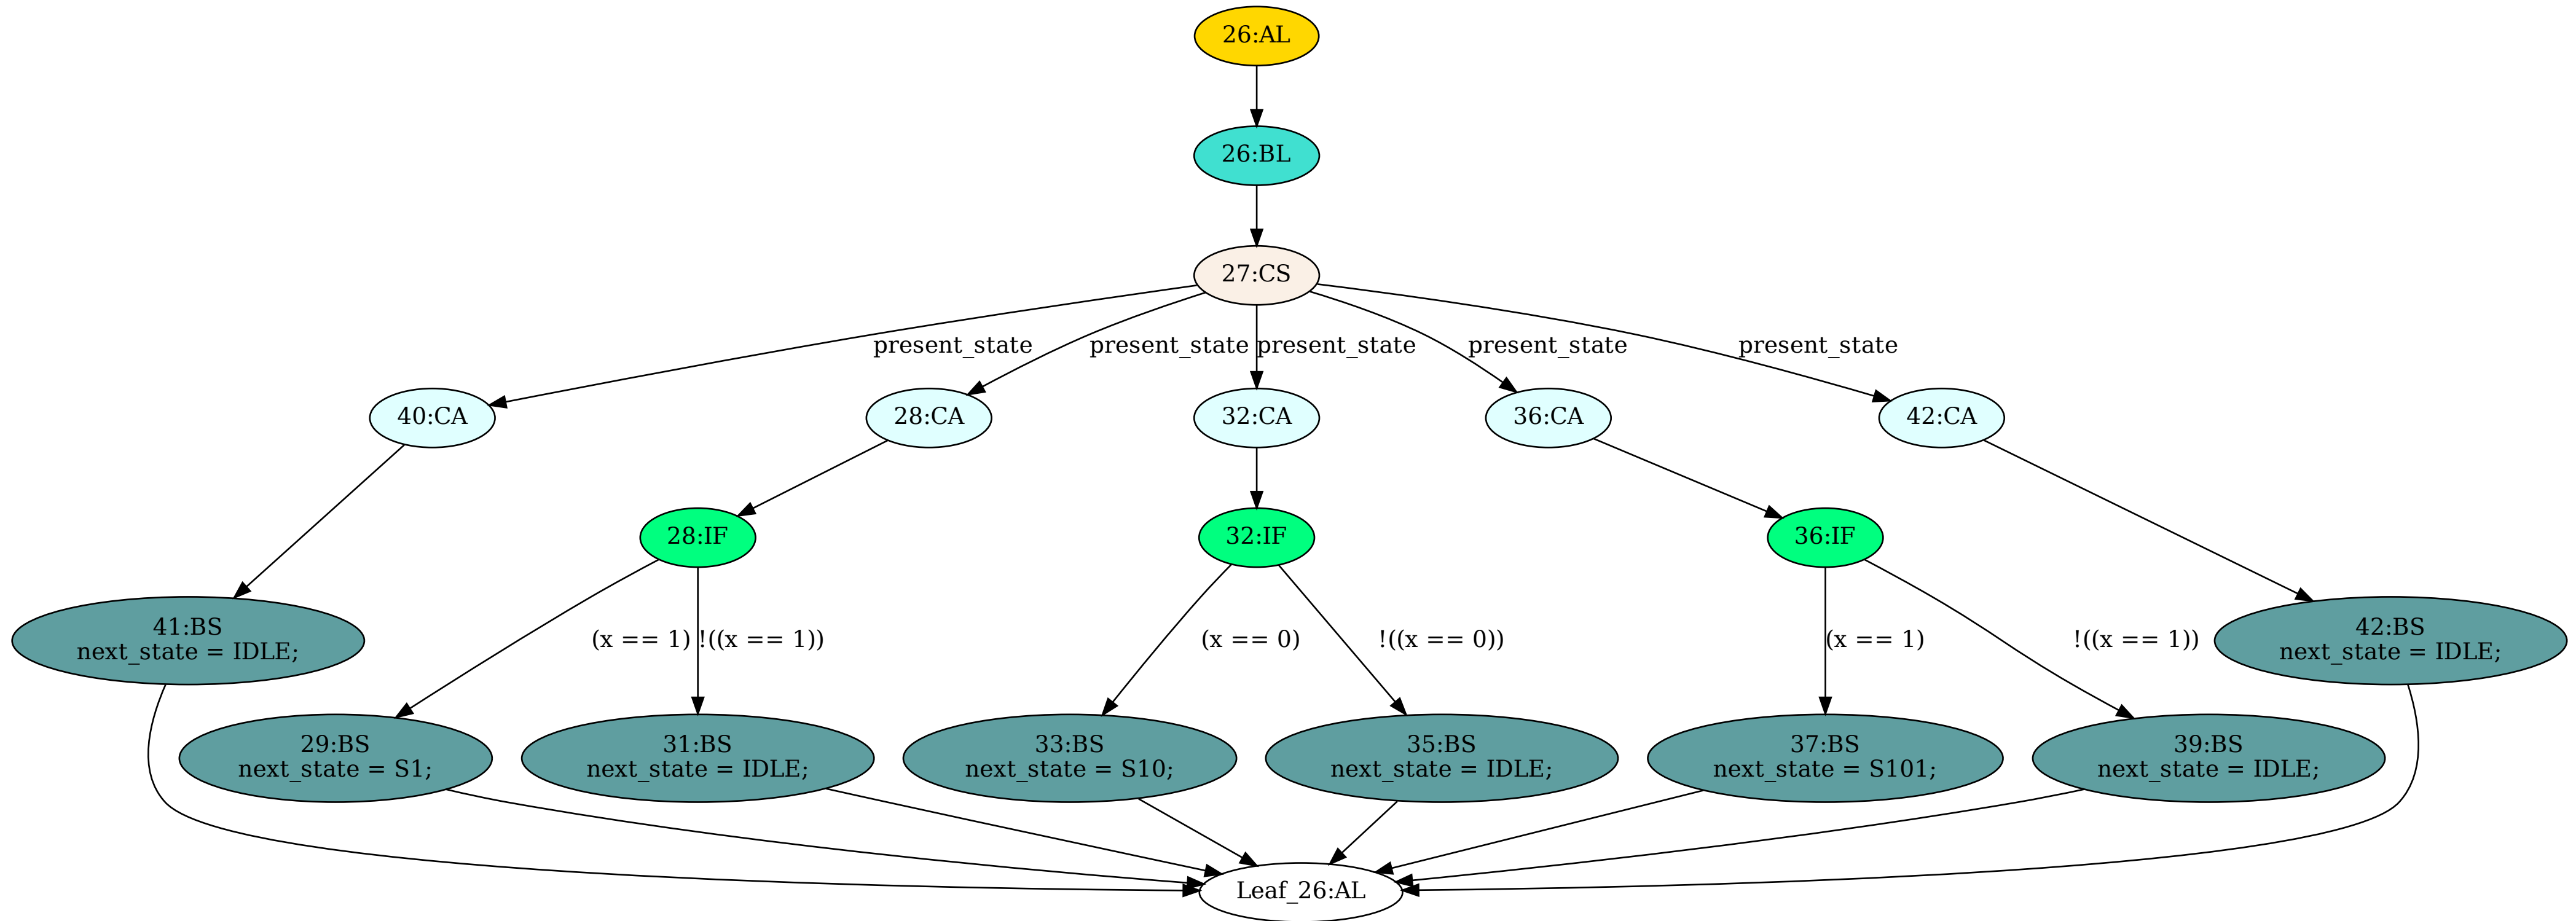 26:AL
26:BL
27:CS
present_state
present_state
present_state
present_state
present_state
40:CA
28:CA
32:CA
36:CA
42:CA
28:IF
32:IF
36:IF
41:BS
next_state = IDLE;
(x == 1)
!((x == 1))
(x == 0)
!((x == 0))
(x == 1)
!((x == 1))
42:BS
next_state = IDLE;
29:BS
next_state = S1;
31:BS
next_state = IDLE;
33:BS
next_state = S10;
35:BS
next_state = IDLE;
37:BS
next_state = S101;
39:BS
next_state = IDLE;
Leaf_26:AL